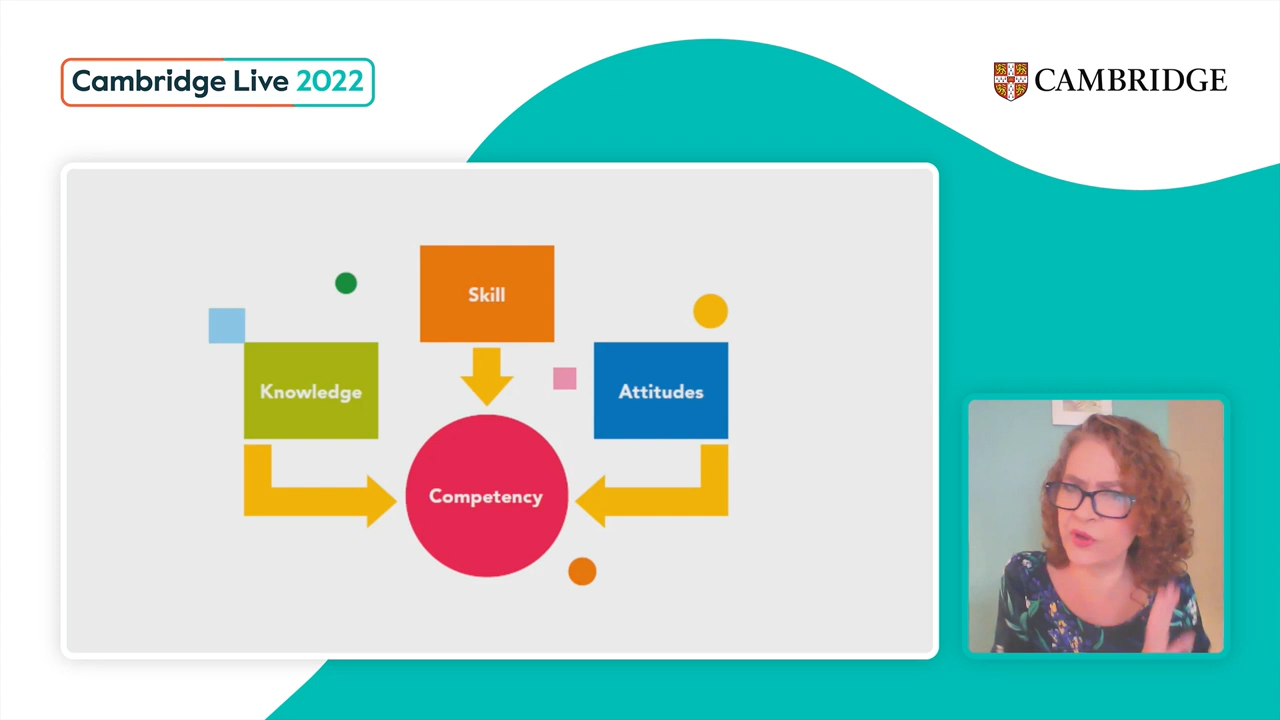 Cambridge Live 2022
CAMBRIDGE
Skill
Knowledge
Attitudes
Competency